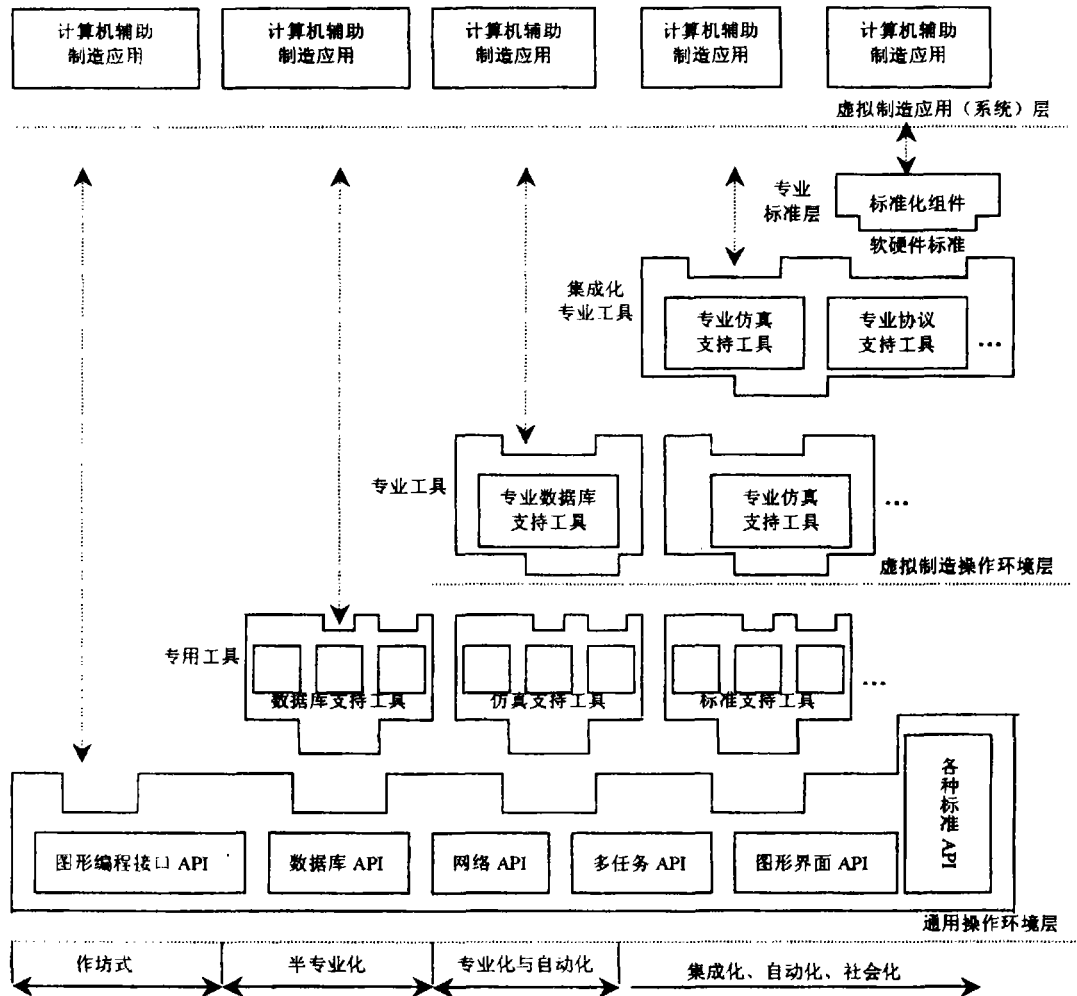 计算机辅助
制造应用
计算机辅助
制造应用
计算机辅助
制造应用
计算机辅助
制造应用
计算机辅助
制造应用
虚拟制造应用（系统）层
专业
标准层
标准化组件
软硬件标准
集成化
专业工具
专业仿真
支持工具
专业协议
支持工具
...
专业工具
专业数据库
支持工具
专业仿真
支持工具
...
虚拟制造操作环境层
专用工具
数据库支持工具
仿真支持工具
标准支持工具
...
各种标准 API
图形编程接口 API
数据库 API
网络 API
多任务 API
图形界面 API
通用操作环境层
作坊式
半专业化
专业化与自动化
集成化、自动化、社会化